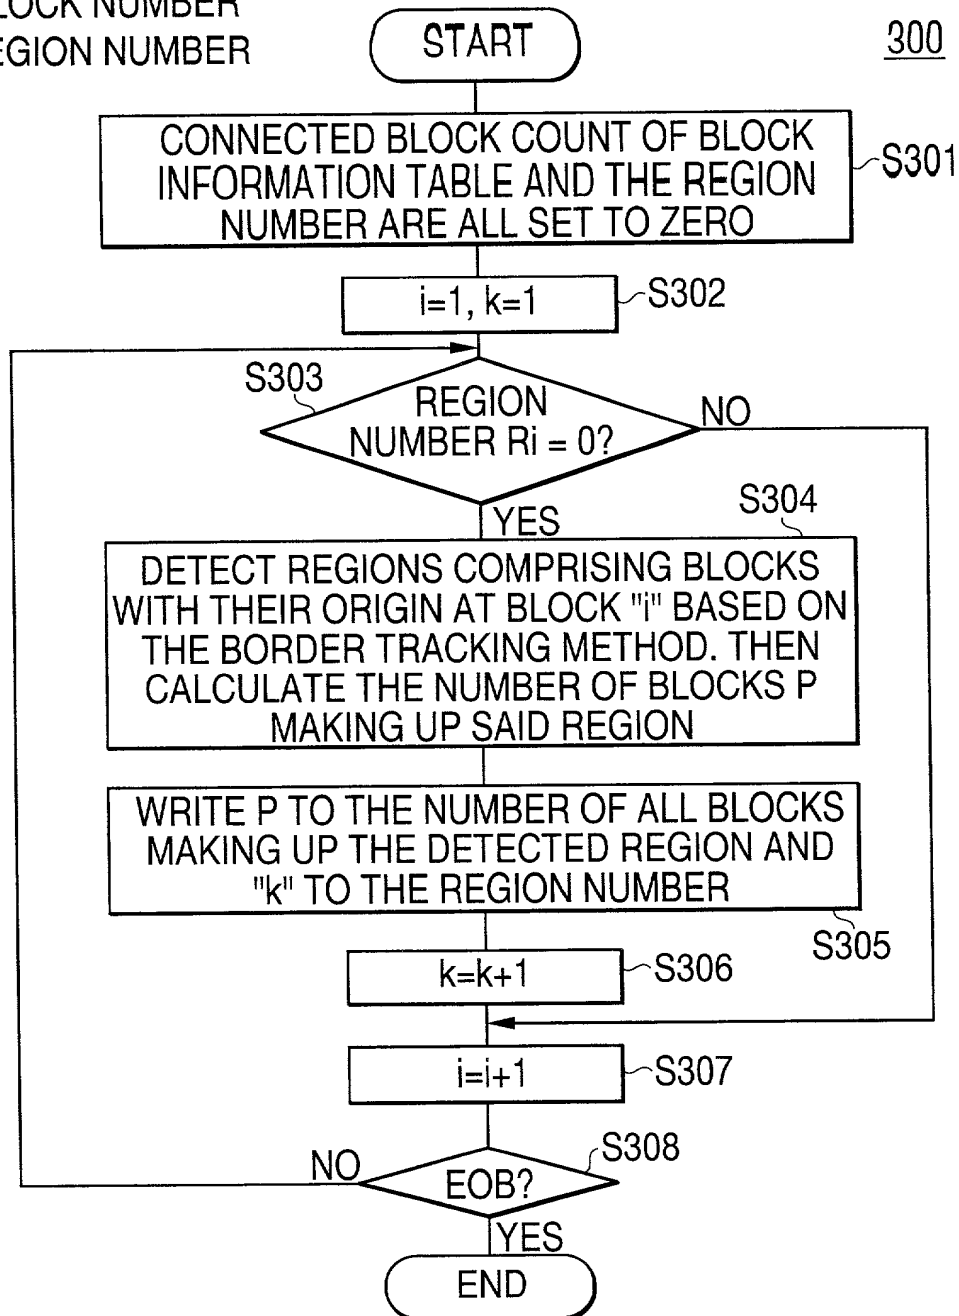 NUMBER
REGION NUMBER
START
300
CONNECTED BLOCK COUNT OF BLOCK
INFORMATION TABLE AND THE REGION
NUMBER ARE ALL SET TO ZERO
S301
i=1, k=1
S302
S303
REGION
NUMBER Ri = 0?
NO
YES
S304
DETECT REGIONS COMPRISING BLOCKS
WITH THEIR ORIGIN AT BLOCK "i" BASED ON
THE BORDER TRACKING METHOD. THEN
CALCULATE THE NUMBER OF BLOCKS P
MAKING UP SAID REGION
WRITE P TO THE NUMBER OF ALL BLOCKS
MAKING UP THE DETECTED REGION AND
"k" TO THE REGION NUMBER
S305
k=k+1
S306
i=i+1
S307
S308
NO
EOB?
YES
END